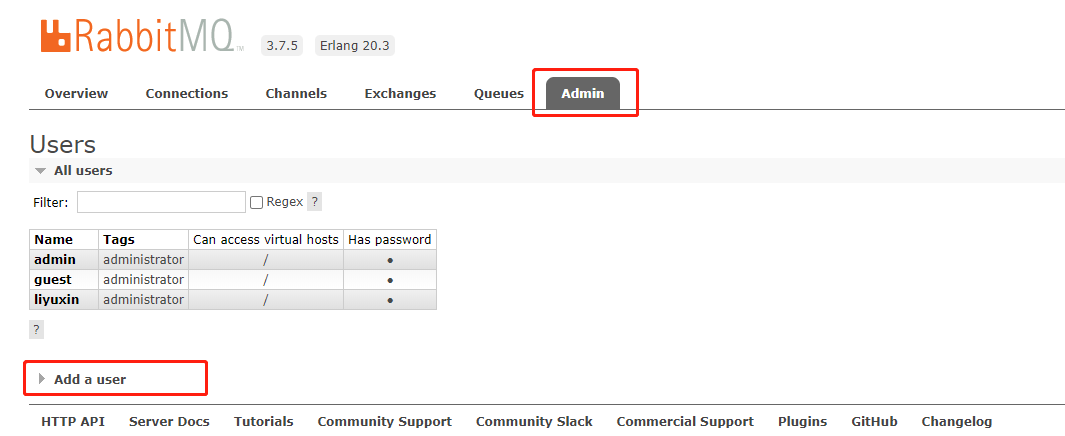 RabbitMQ TM 3.7.5 Erlang 20.3
Overview Connections Channels Exchanges Queues Admin
Users
All users
Filter: Regex ?
Name Tags Can access virtual hosts Has password
admin administrator / ●
guest administrator / ●
liyuxin administrator / ●
?
Add a user
HTTP API Server Docs Tutorials Community Support Community Slack Commercial Support Plugins GitHub Changelog